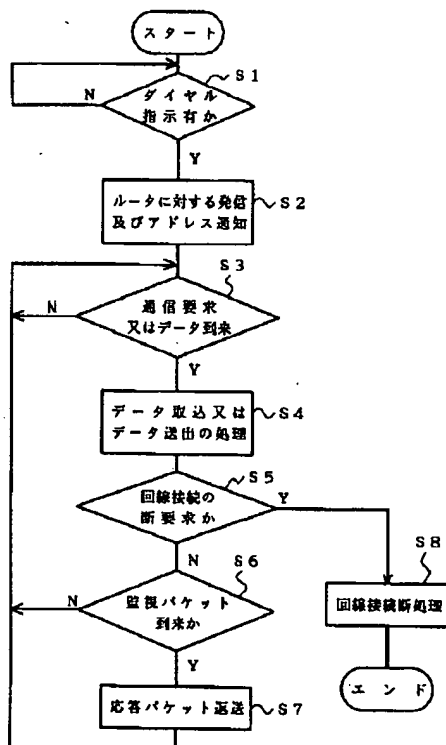 スタート
S1
N
ダイヤル
指示有か
Y
ルータに対する発信
及びアドレス通知
S2
S3
N
通信要求
又はデータ到来
Y
データ取込又は
データ送出の処理
S4
S5
回線接続の
断要求か
Y
N
S6
S8
N
監視パケット
到来か
回線接続断処理
Y
応答パケット返送
S7
エンド